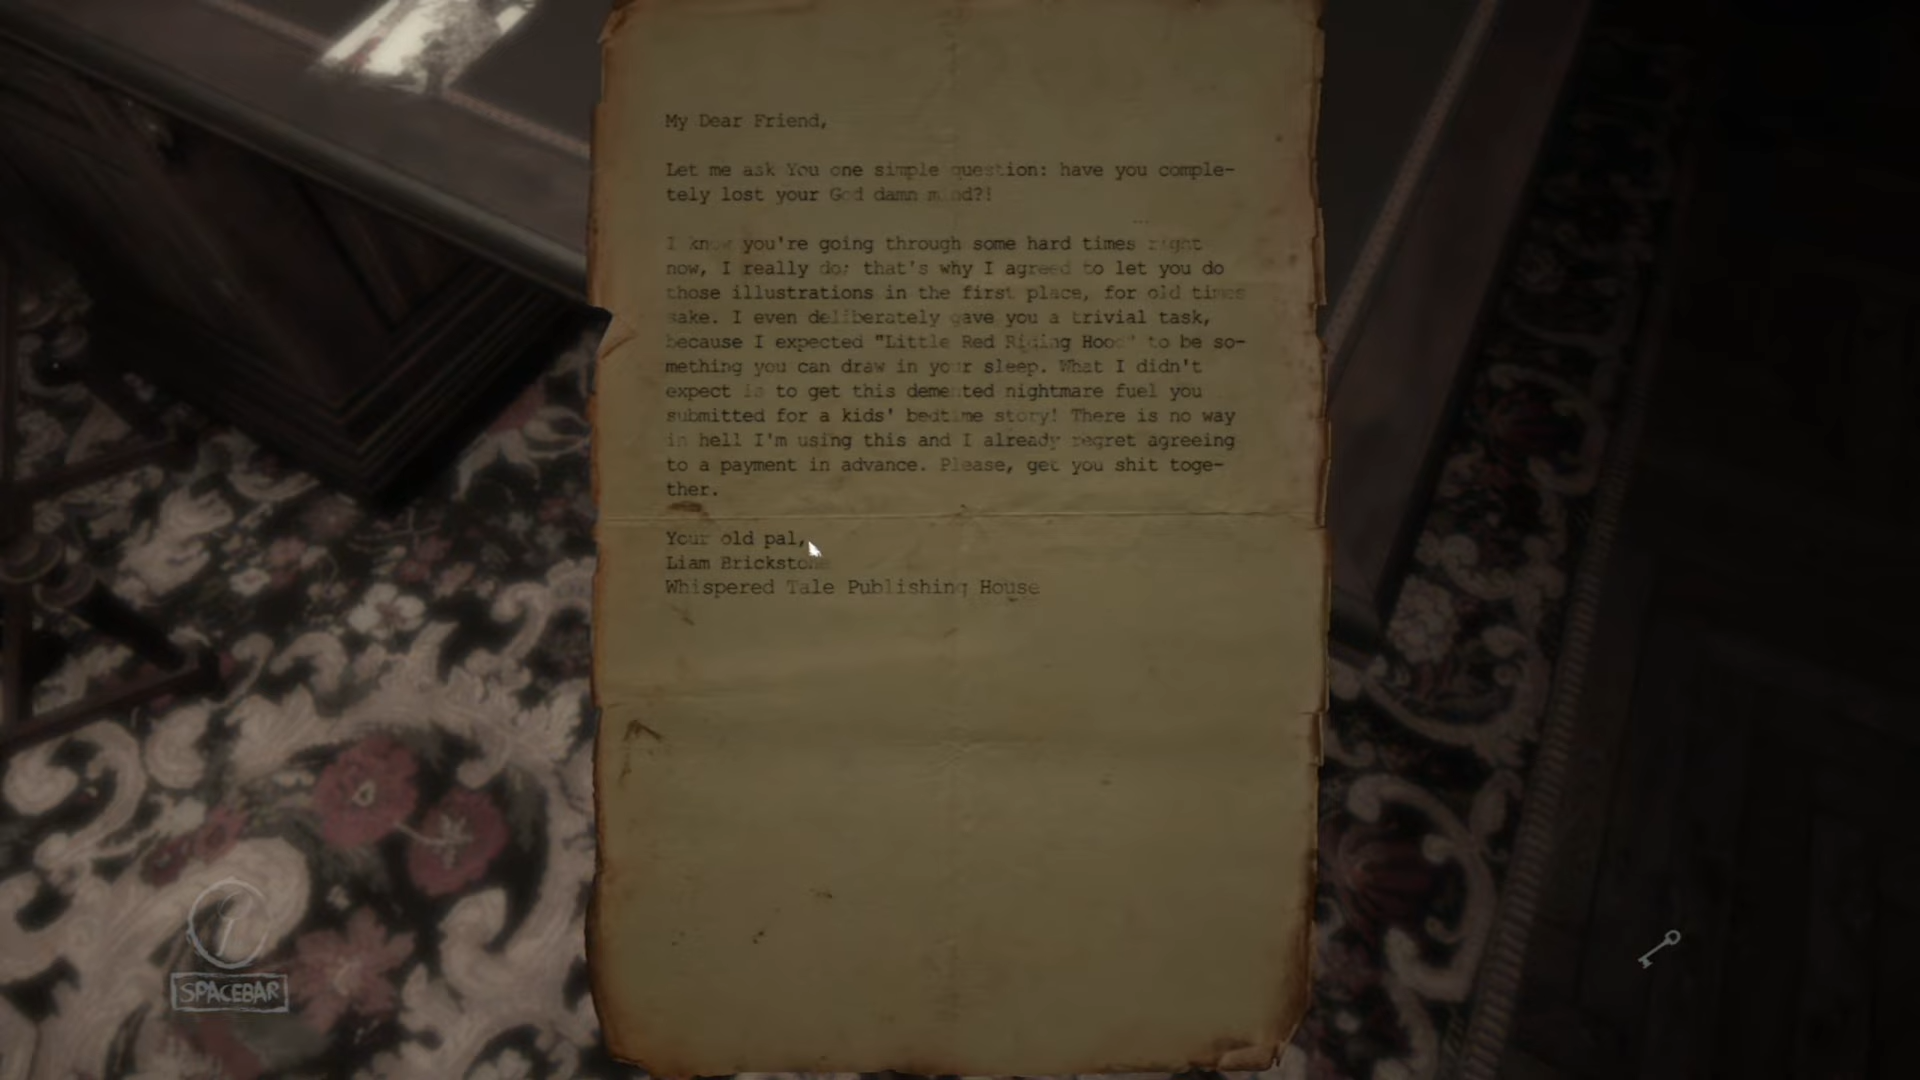 My Dear Friend,
Let me ask You one simple question: have you comple-
tely lost your God damn mind?!
I know you're going through some hard times right
now, I really do; that's why I agreed to let you do
those illustrations in the first place, for old times
sake. I even deliberately gave you a trivial task,
because I expected "Little Red Riding Hood" to be so-
mething you can draw in your sleep. What I didn't
expect is to get this demented nightmare fuel you
submitted for a kids' bedtime story! There is no way
in hell I'm using this and I already regret agreeing
to a payment in advance. Please, get you shit toge-
ther.
Your old pal,
Liam Brickstone
Whispered Tale Publishing House
SPACEBAR